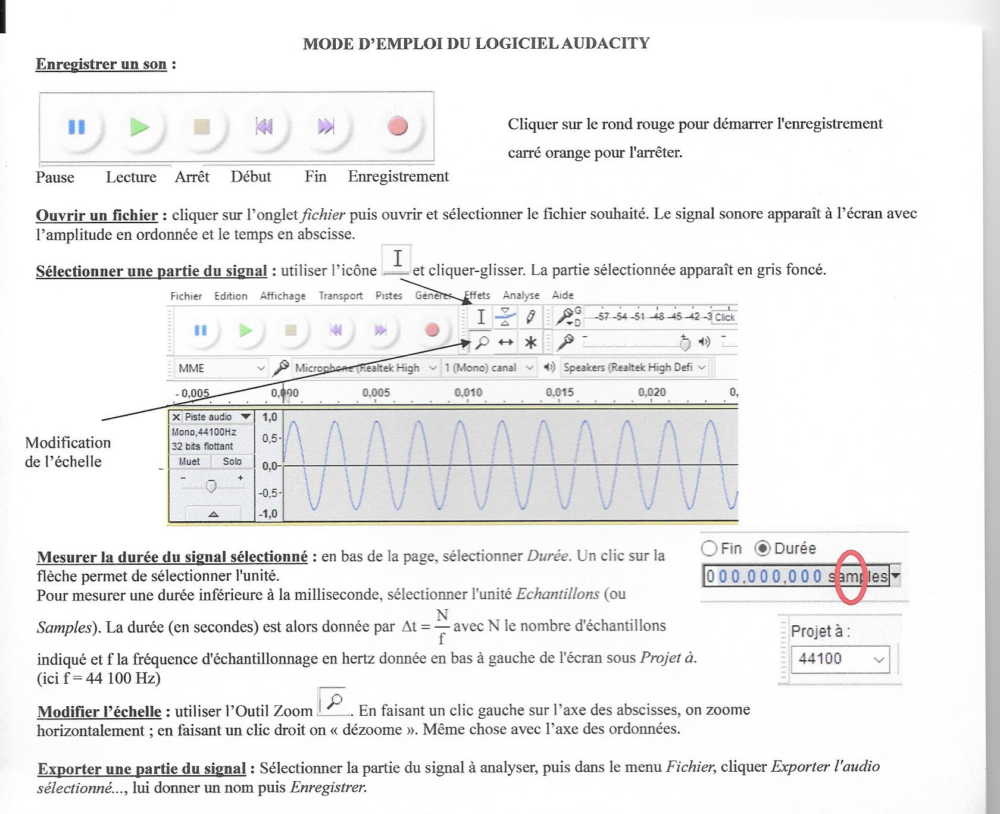 MODE D’EMPLOI DU LOGICIEL AUDACITY
Enregistrer un son :
Cliquer sur le rond rouge pour démarrer l'enregistrement
carré orange pour l'arrêter.
Pause Lecture Arrêt Début Fin Enregistrement
Ouvrir un fichier : cliquer sur l’onglet fichier puis ouvrir et sélectionner le fichier souhaité. Le signal sonore apparaît à l’écran avec
l’amplitude en ordonnée et le temps en abscisse.
Sélectionner une partie du signal : utiliser l’icône I et cliquer-glisser. La partie sélectionnée apparaît en gris foncé.
Fichier Edition Affichage Transport Pistes Générer Effets Analyse Aide
G
D
-57 -54 -51 -48 -45 -42 -3 Click
MME Microphone (Realtek High 1 (Mono) canal Speakers (Realtek High Defi
- 0,005 0,000 0,005 0,010 0,015 0,020 0,
X Piste audio
Mono,44100Hz
32 bits flottant
Muet Solo
- +
1,0
0,5
0,0
-0,5
-1,0
Modification
de l’échelle
Mesurer la durée du signal sélectionné : en bas de la page, sélectionner Durée. Un clic sur la
flèche permet de sélectionner l'unité.
Pour mesurer une durée inférieure à la milliseconde, sélectionner l'unité Echantillons (ou
Samples). La durée (en secondes) est alors donnée par Δt = N/f avec N le nombre d'échantillons
indiqué et f la fréquence d'échantillonnage en hertz donnée en bas à gauche de l'écran sous Projet à.
(ici f = 44 100 Hz)
Fin Durée
000,000,000 samples
Projet à :
44100
Modifier l’échelle : utiliser l’Outil Zoom . En faisant un clic gauche sur l’axe des abscisses, on zoome
horizontalement ; en faisant un clic droit on « dézoome ». Même chose avec l’axe des ordonnées.
Exporter une partie du signal : Sélectionner la partie du signal à analyser, puis dans le menu Fichier, cliquer Exporter l'audio
sélectionné..., lui donner un nom puis Enregistrer.